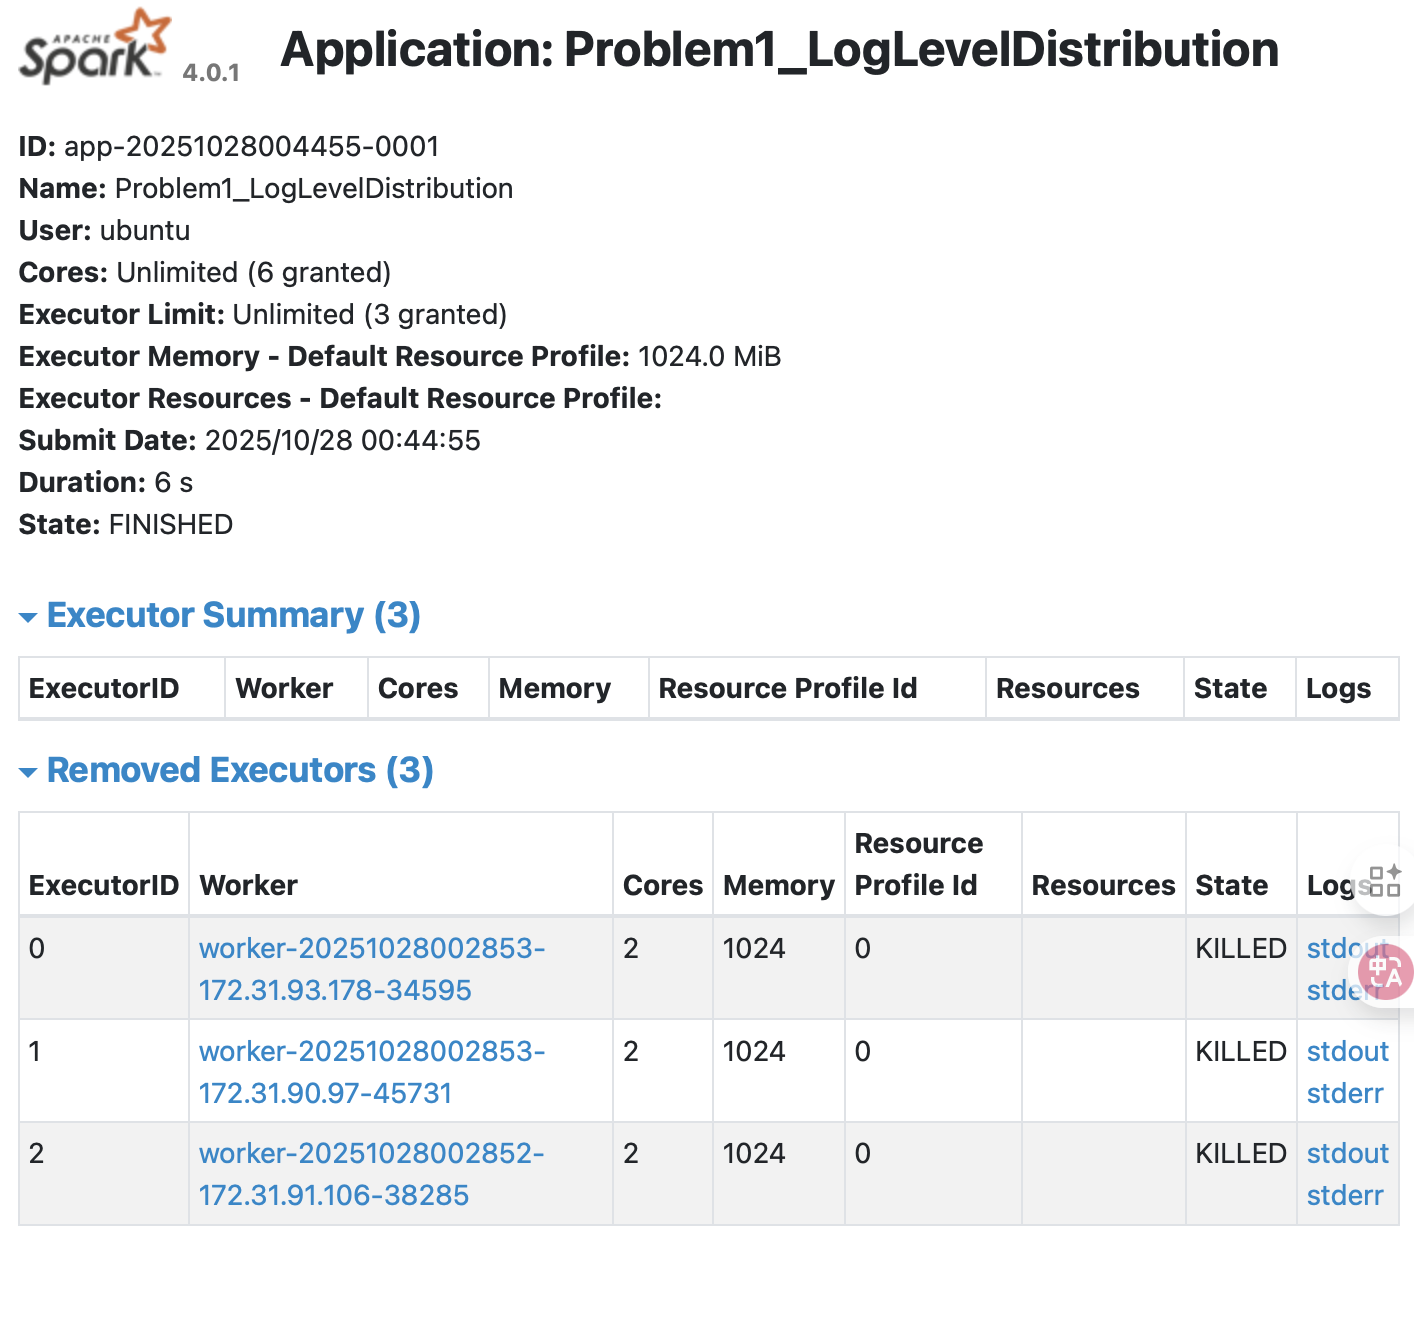 APACHE
Spark 4.0.1 Application: Problem1_LogLevelDistribution
ID: app-20251028004455-0001
Name: Problem1_LogLevelDistribution
User: ubuntu
Cores: Unlimited (6 granted)
Executor Limit: Unlimited (3 granted)
Executor Memory - Default Resource Profile: 1024.0 MiB
Executor Resources - Default Resource Profile:
Submit Date: 2025/10/28 00:44:55
Duration: 6 s
State: FINISHED
Executor Summary (3)
ExecutorID Worker Cores Memory Resource Profile Id Resources State Logs
Removed Executors (3)
Resource
ExecutorID Worker Cores Memory Profile Id Resources State Logs
0 worker-20251028002853- 2 1024 0 KILLED stdout
172.31.93.178-34595 stderr
1 worker-20251028002853- 2 1024 0 KILLED stdout
172.31.90.97-45731 stderr
2 worker-20251028002852- 2 1024 0 KILLED stdout
172.31.91.106-38285 stderr
中A